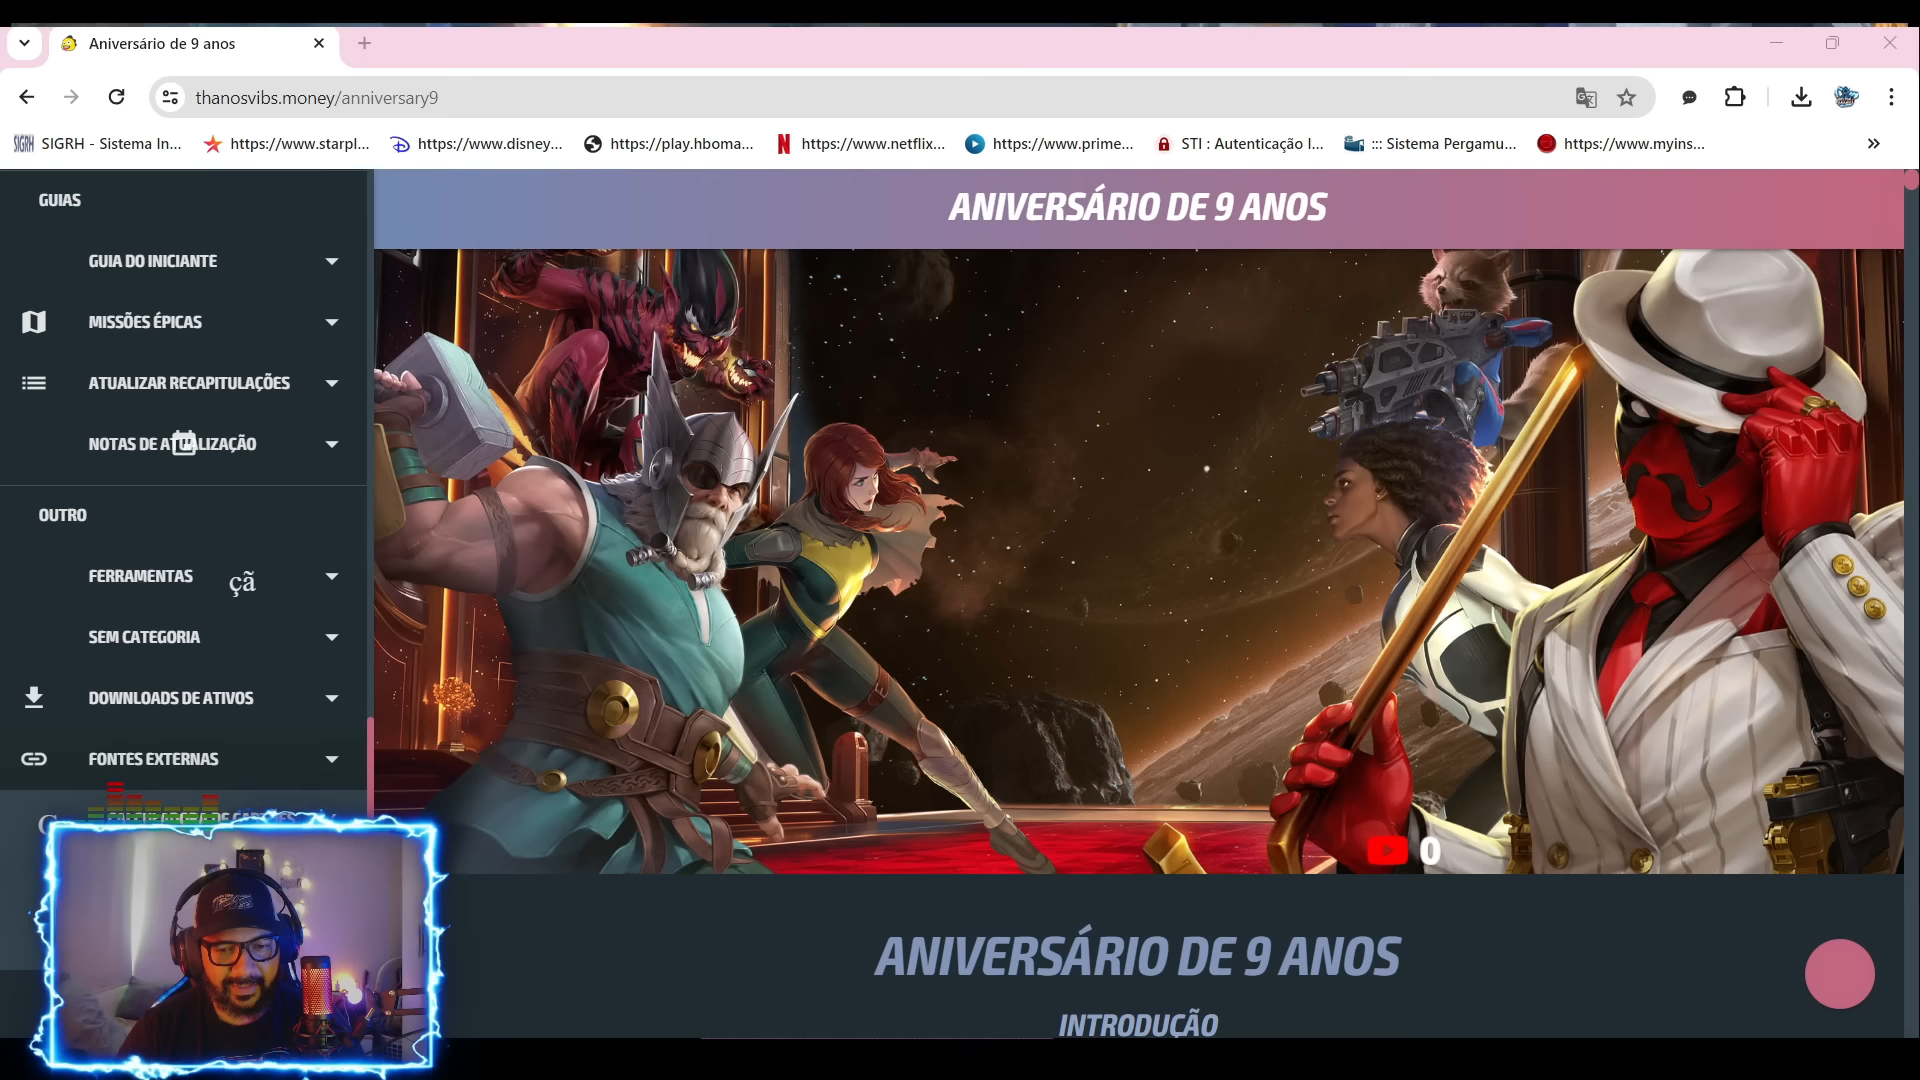 Aniversário de 9 anos
thanosvibs.money/anniversary9
SIGRH - Sistema In... https://www.starpl... https://www.disney... https://play.hboma... https://www.netflix... https://www.prime... STI : Autenticação I... ::: Sistema Pergamu... https://www.myins...
GUIAS
GUIA DO INICIANTE
MISSÕES ÉPICAS
ATUALIZAR RECAPITULAÇÕES
NOTAS DE ATUALIZAÇÃO
OUTRO
FERRAMENTAS
çã
SEM CATEGORIA
DOWNLOADS DE ATIVOS
FONTES EXTERNAS
ANIVERSÁRIO DE 9 ANOS
0
ANIVERSÁRIO DE 9 ANOS
INTRODUÇÃO